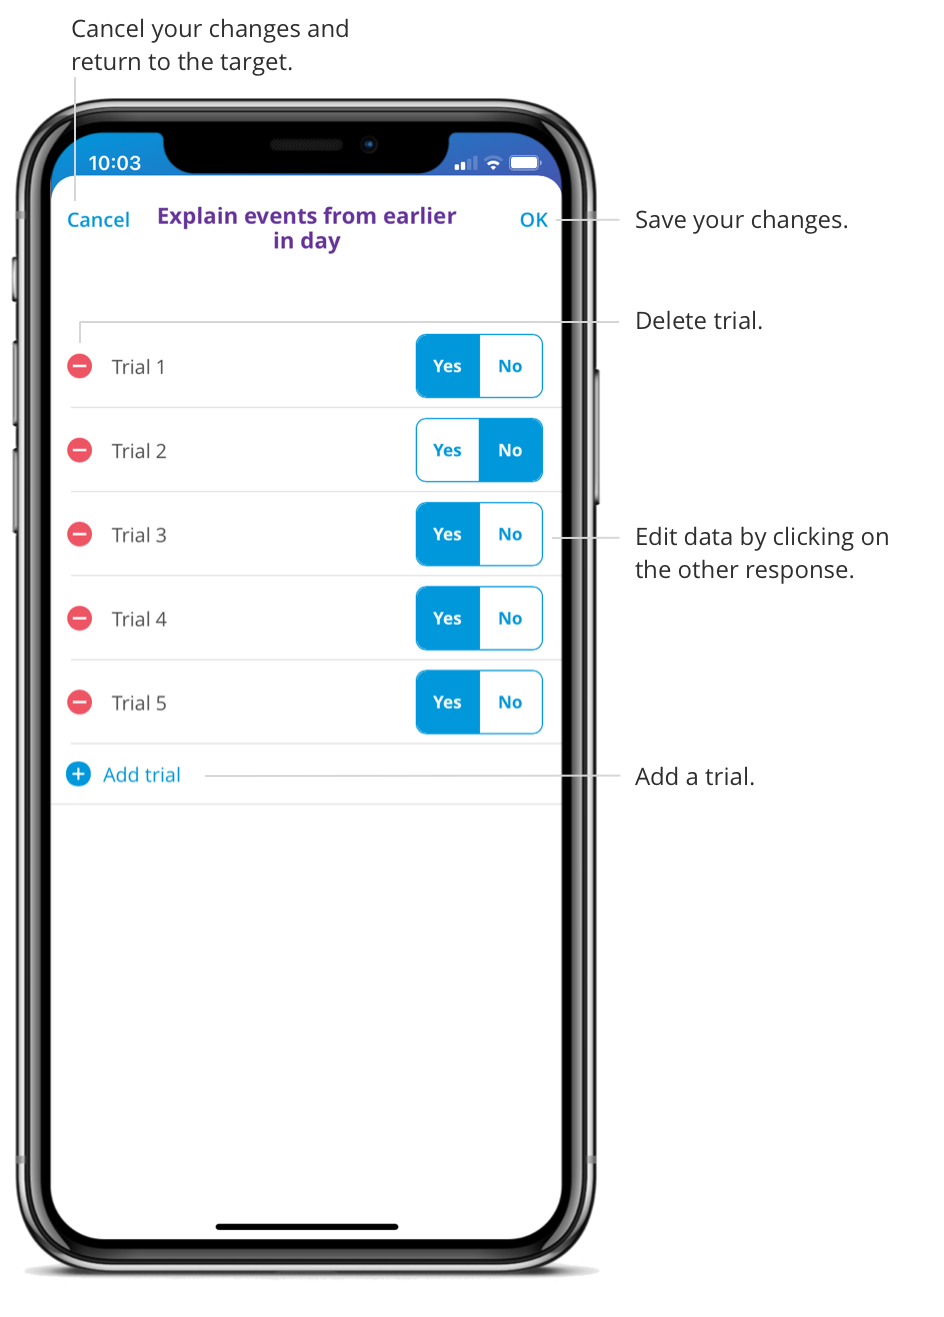 Cancel your changes and
return to the target.
10:03
Cancel
Explain events from earlier
in day
OK
Save your changes.
Delete trial.
Trial 1
Yes
No
Trial 2
Yes
No
Trial 3
Yes
No
Edit data by clicking on
the other response.
Trial 4
Yes
No
Trial 5
Yes
No
Add trial
Add a trial.